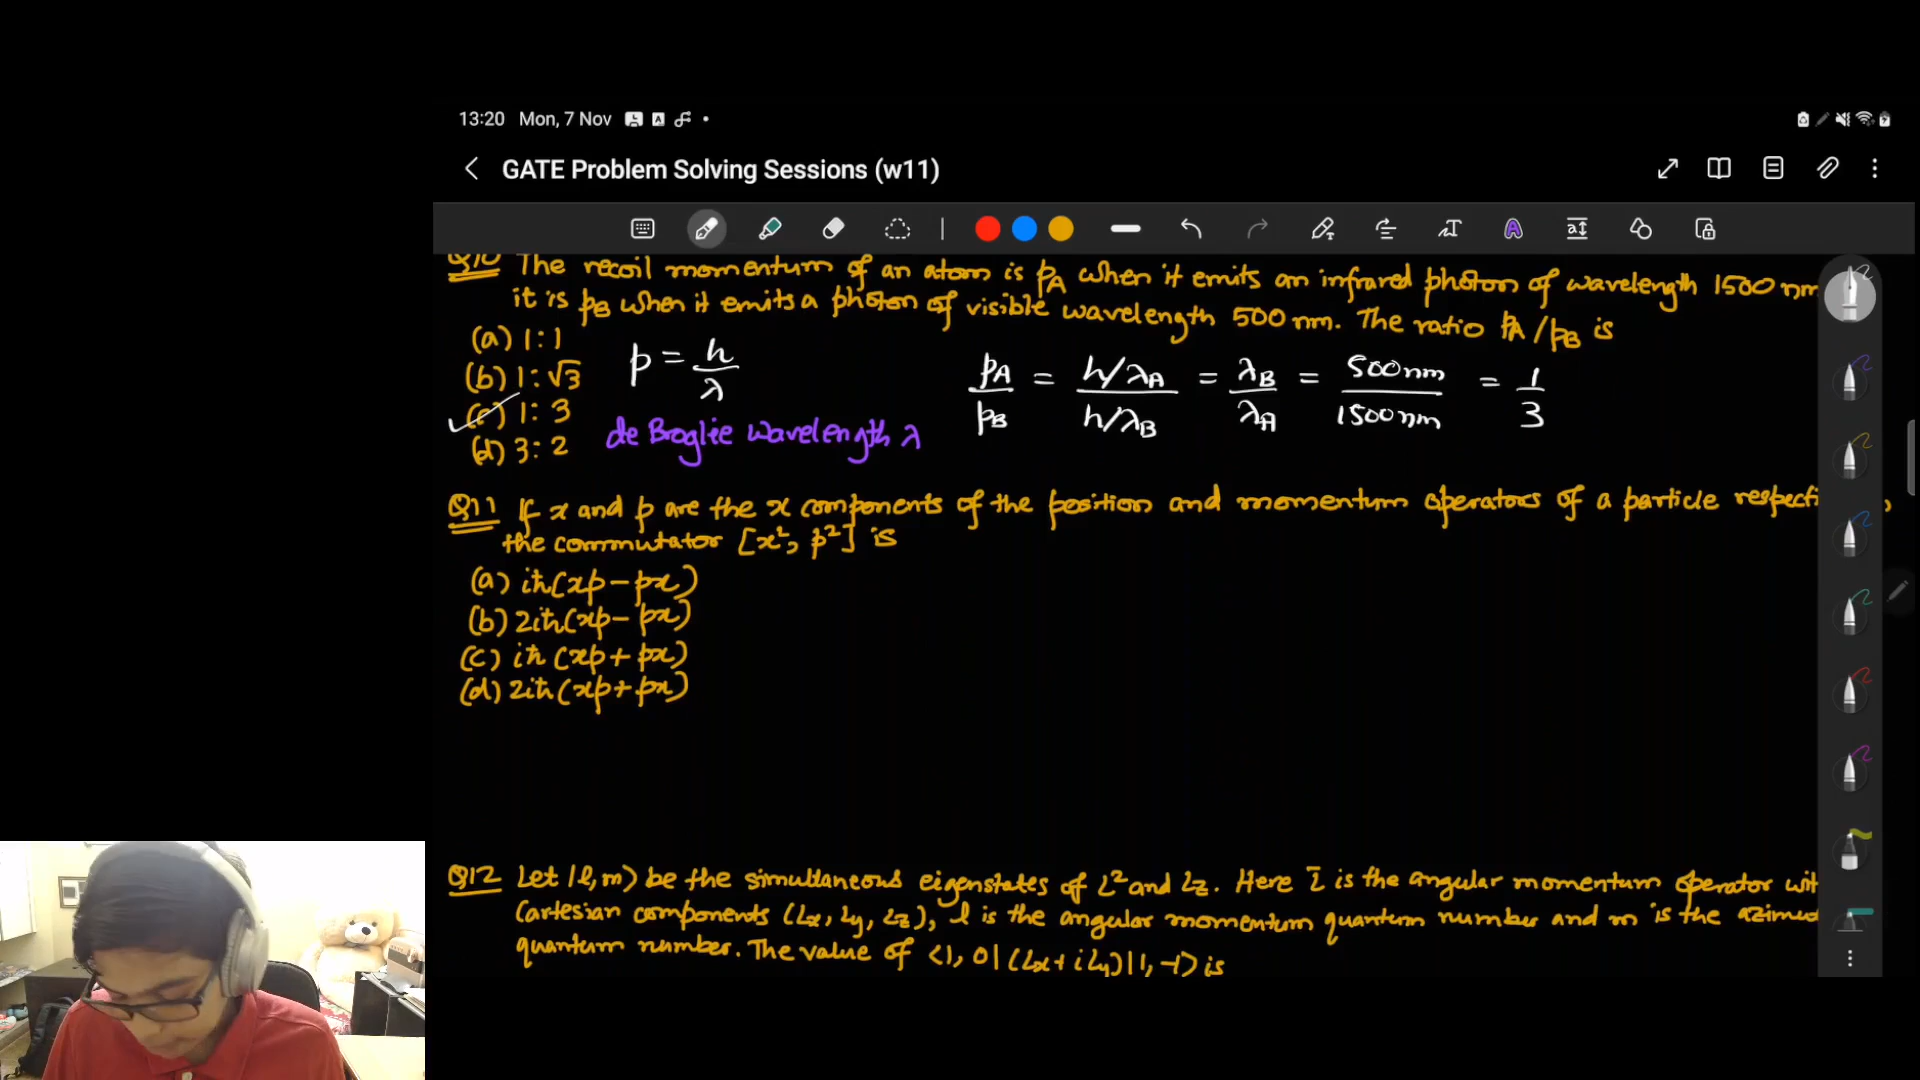 13:20 Mon, 7 Nov
GATE Problem Solving Sessions (w11)
Q10 The recoil momentum of an atom is pA when it emits an infrared photon of wavelength 1500 nm
it is pB when it emits a photon of visible wavelength 500 nm. The ratio pA/pB is
(a) 1:1
(b) 1:√3
(c) 1:3
(d) 3:2
p = h/λ
de Broglie wavelength λ
pA/pB = (h/λA)/(h/λB) = λB/λA = 500nm/1500nm = 1/3
Q11 If x and p are the x components of the position and momentum operators of a particle respecti
the commutator [x², p²] is
(a) iħ(xp - px)
(b) 2iħ(xp - px)
(c) iħ (xp + px)
(d) 2iħ(xp + px)
Q12 Let |l,m> be the simultaneous eigenstates of L² and Lz. Here L is the angular momentum operator wit
Cartesian components (Lx, Ly, Lz), l is the angular momentum quantum number and m is the azimu
quantum number. The value of <1, 0|(Lx + iLy)|1, -1> is